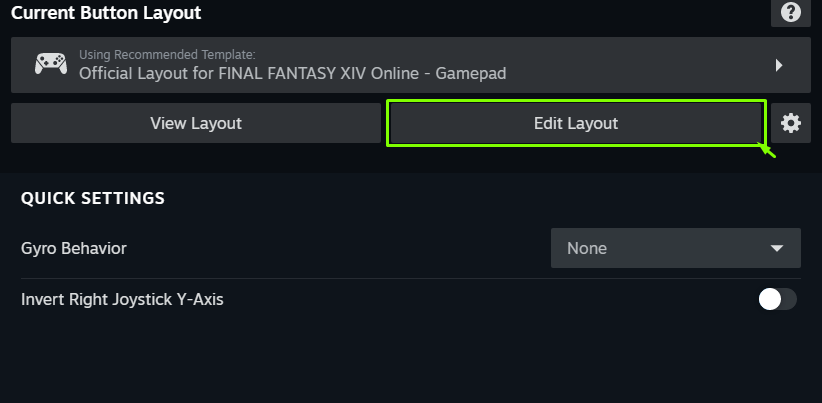 Current Button Layout
?
Using Recommended Template:
Official Layout for FINAL FANTASY XIV Online - Gamepad
View Layout
Edit Layout
QUICK SETTINGS
Gyro Behavior
None
Invert Right Joystick Y-Axis